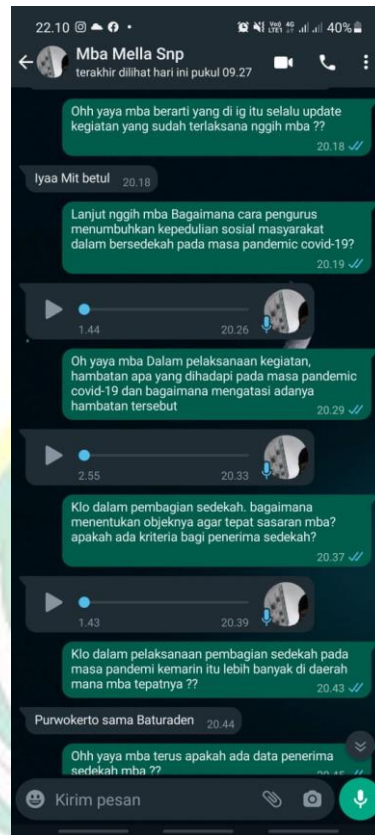 22.10
40%
Mba Mella Snp
terakhir dilihat hari ini pukul 09.27
Ohh yaya mba berarti yang di ig itu selalu update
kegiatan yang sudah terlaksana nggih mba ??
20.18
Iyaa Mit betul 20.18
Lanjut nggih mba Bagaimana cara pengurus
menumbuhkan kepedulian sosial masyarakat
dalam bersedekah pada masa pandemic covid-19?
20.19
1.44 20.26
Oh yaya mba Dalam pelaksanaan kegiatan,
hambatan apa yang dihadapi pada masa pandemic
covid-19 dan bagaimana mengatasi adanya
hambatan tersebut 20.29
2.55 20.33
Klo dalam pembagian sedekah. bagaimana
menentukan objeknya agar tepat sasaran mba?
apakah ada kriteria bagi penerima sedekah?
20.37
1.43 20.39
Klo dalam pelaksanaan pembagian sedekah pada
masa pandemi kemarin itu lebih banyak di daerah
mana mba tepatnya ?? 20.43
Purwokerto sama Baturaden 20.44
Ohh yaya mba terus apakah ada data penerima
sedekah mba ??
Kirim pesan